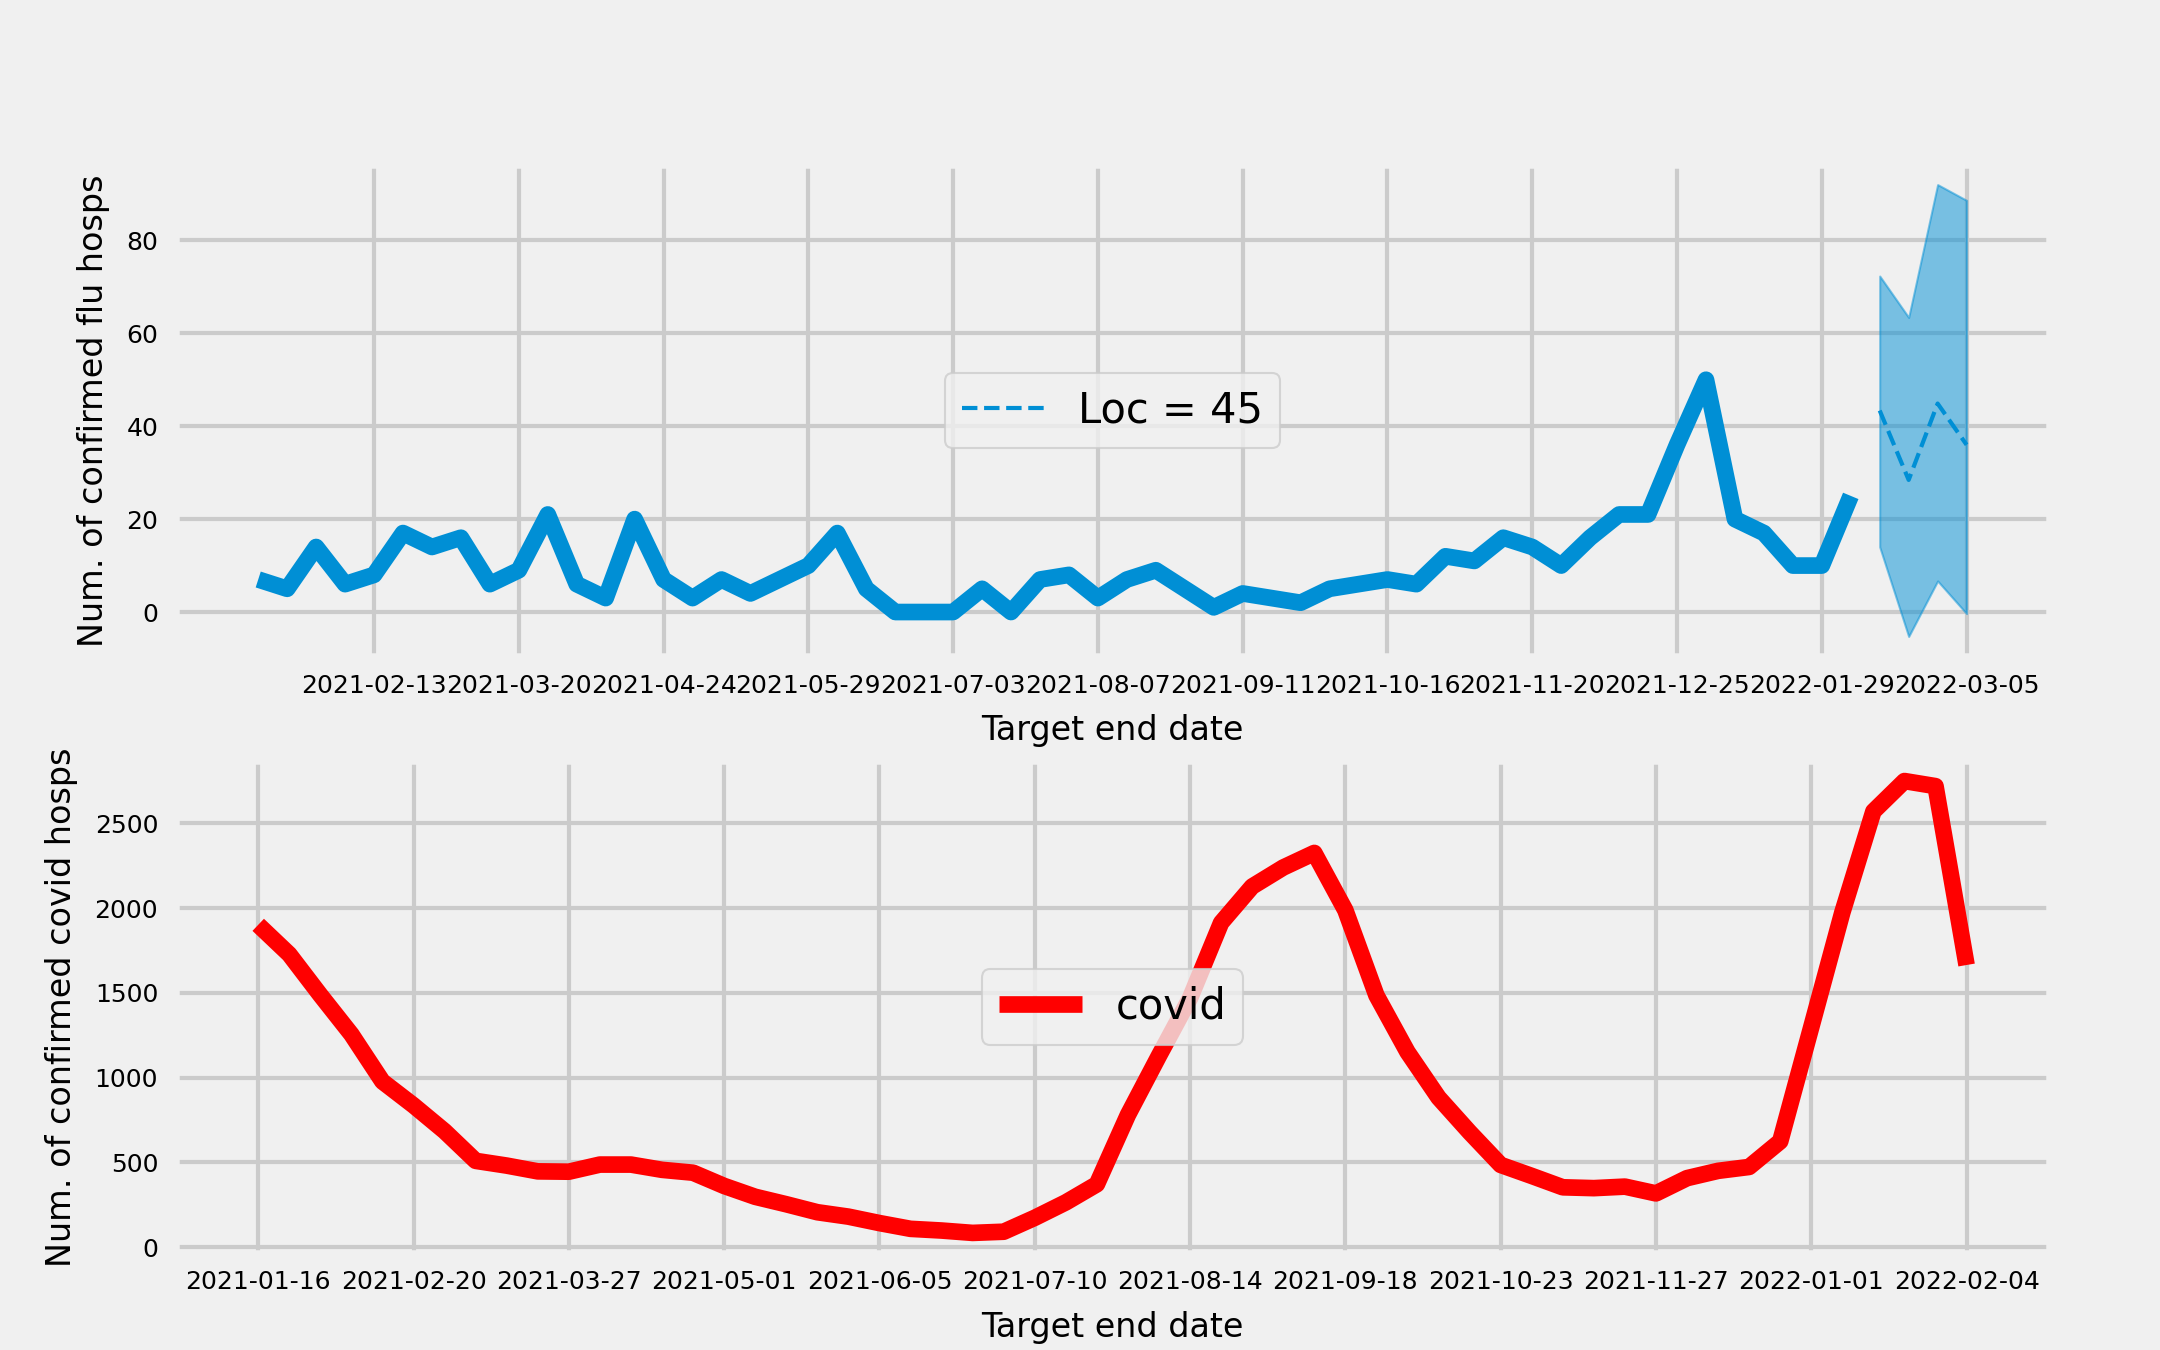 Num. of confirmed flu hosps
80
60
40
20
0
Loc = 45
2021-02-13 2021-03-20 2021-04-24 2021-05-29 2021-07-03 2021-08-07 2021-09-11 2021-10-16 2021-11-20 2021-12-25 2022-01-29 2022-03-05
Target end date
Num. of confirmed covid hosps
2500
2000
1500
1000
500
0
covid
2021-01-16 2021-02-20 2021-03-27 2021-05-01 2021-06-05 2021-07-10 2021-08-14 2021-09-18 2021-10-23 2021-11-27 2022-01-01 2022-02-04
Target end date